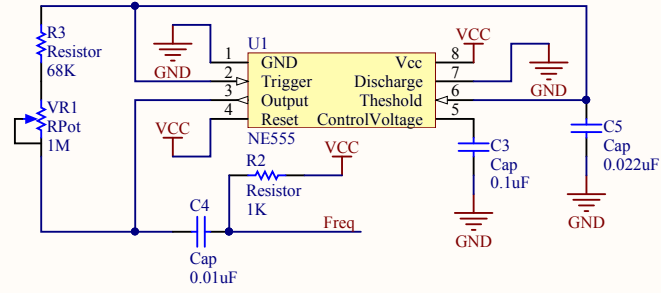 R3
Resistor
68K
VR1
RPot
1M
GND
VCC
U1
1
GND
2
Trigger
3
Output
4
Reset
NE555
Vcc
8
Discharge
7
Theshold
6
ControlVoltage
5
VCC
GND
C3
Cap
0.1uF
GND
C5
Cap
0.022uF
GND
R2
Resistor
1K
VCC
C4
Cap
0.01uF
Freq